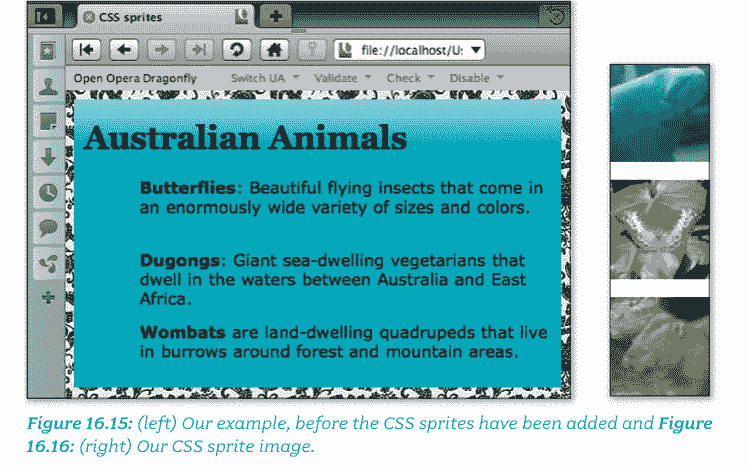 CSS sprites
file://localhost/U:
Open Opera Dragonfly Switch UA Validate Check Disable
Australian Animals
Butterflies: Beautiful flying insects that come in
an enormously wide variety of sizes and colors.
Dugongs: Giant sea-dwelling vegetarians that
dwell in the waters between Australia and East
Africa.
Wombats are land-dwelling quadrupeds that live
in burrows around forest and mountain areas.
Figure 16.15: (left) Our example, before the CSS sprites have been added and Figure
16.16: (right) Our CSS sprite image.